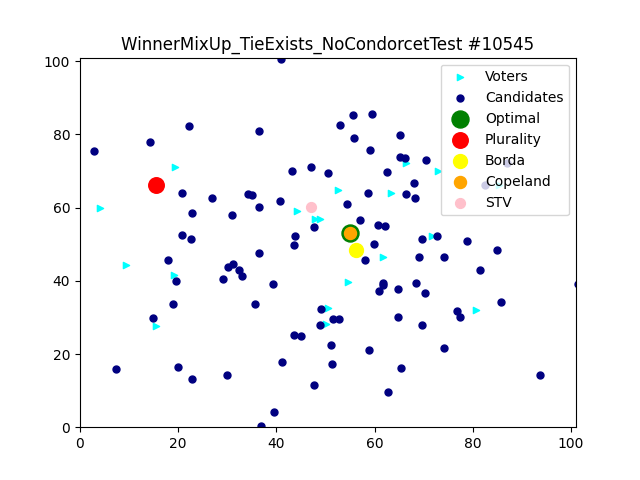 WinnerMixUp_TieExists_NoCondorcetTest #10545
Voters
Candidates
Optimal
Plurality
Borda
Copeland
STV
100
80
60
40
20
0
0 20 40 60 80 100